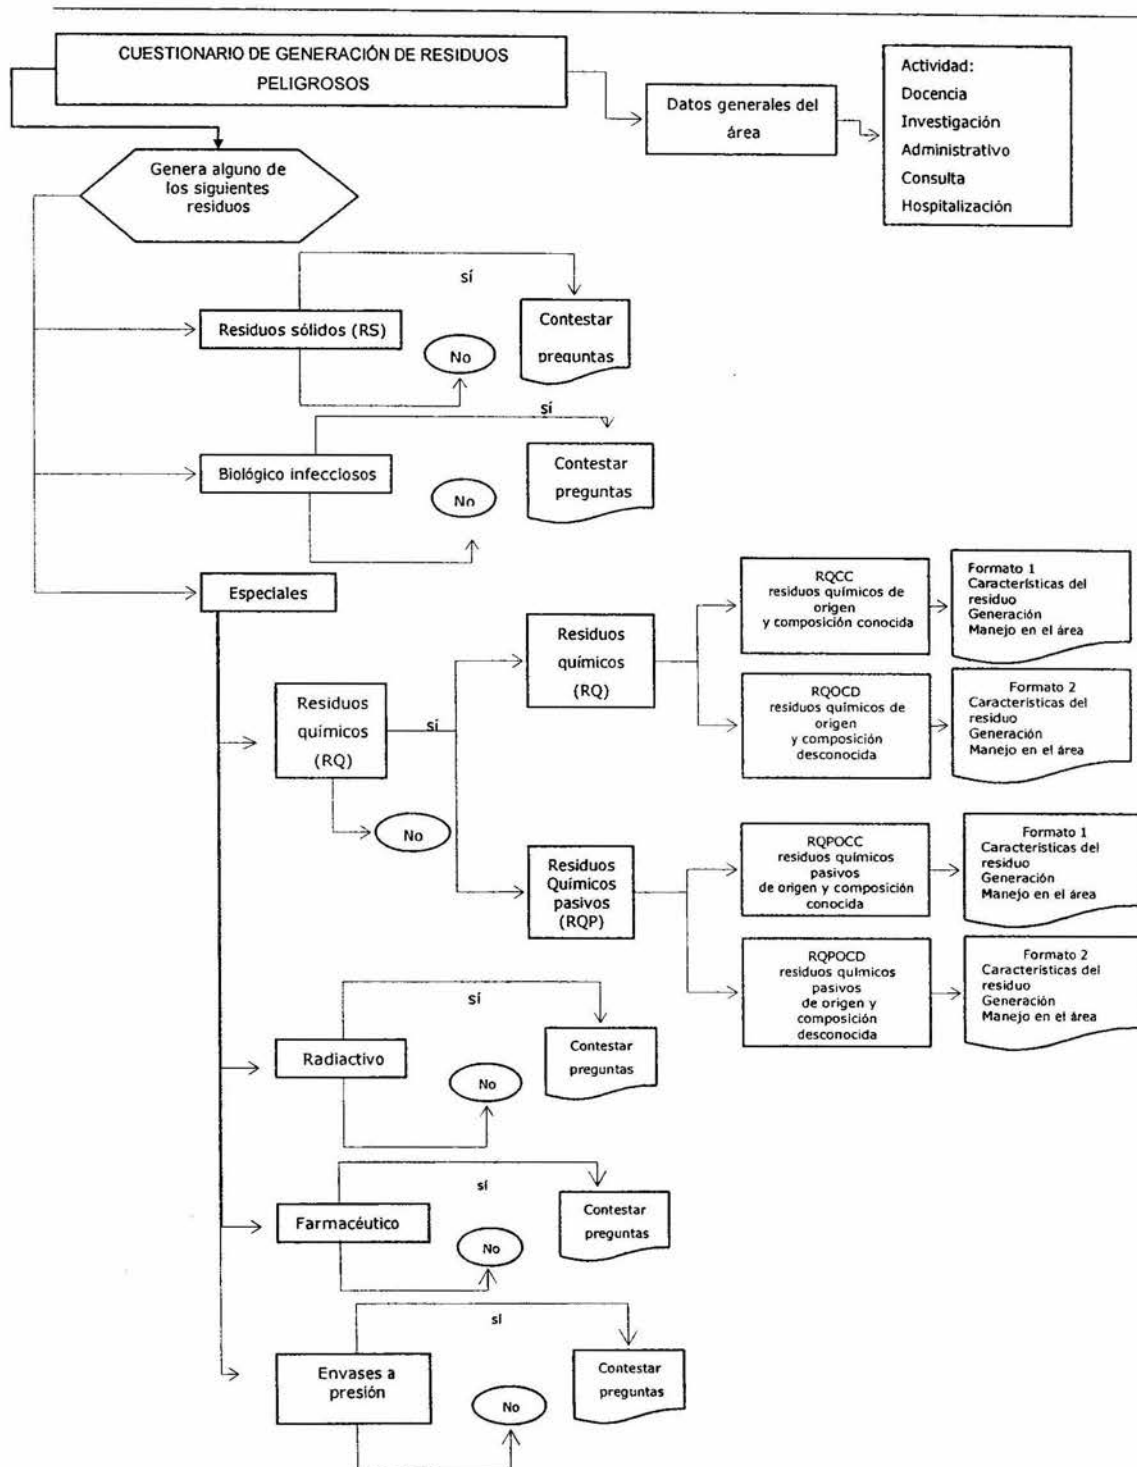 CUESTIONARIO DE GENERACIÓN DE RESIDUOS
PELIGROSOS
Datos generales del
área
Actividad:
Docencia
Investigación
Administrativo
Consulta
Hospitalización
Genera alguno de
los siguientes
residuos
Residuos sólidos (RS)
sí
No
Contestar
preguntas
Biológico infecciosos
sí
No
Contestar
preguntas
Especiales
Residuos
químicos
(RQ)
sí
No
Residuos
químicos
(RQ)
RQCC
residuos químicos de
origen
y composición conocida
Formato 1
Características del
residuo
Generación
Manejo en el área
RQOCD
residuos químicos de
origen
y composición
desconocida
Formato 2
Características del
residuo
Generación
Manejo en el área
Residuos
Químicos
pasivos
(RQP)
RQPOCC
residuos químicos
pasivos
de origen y composición
conocida
Formato 1
Características del
residuo
Generación
Manejo en el área
RQPOCD
residuos químicos
pasivos
de origen y
composición
desconocida
Formato 2
Características del
residuo
Generación
Manejo en el área
Radiactivo
sí
No
Contestar
preguntas
Farmacéutico
sí
No
Contestar
preguntas
Envases a
presión
sí
No
Contestar
preguntas